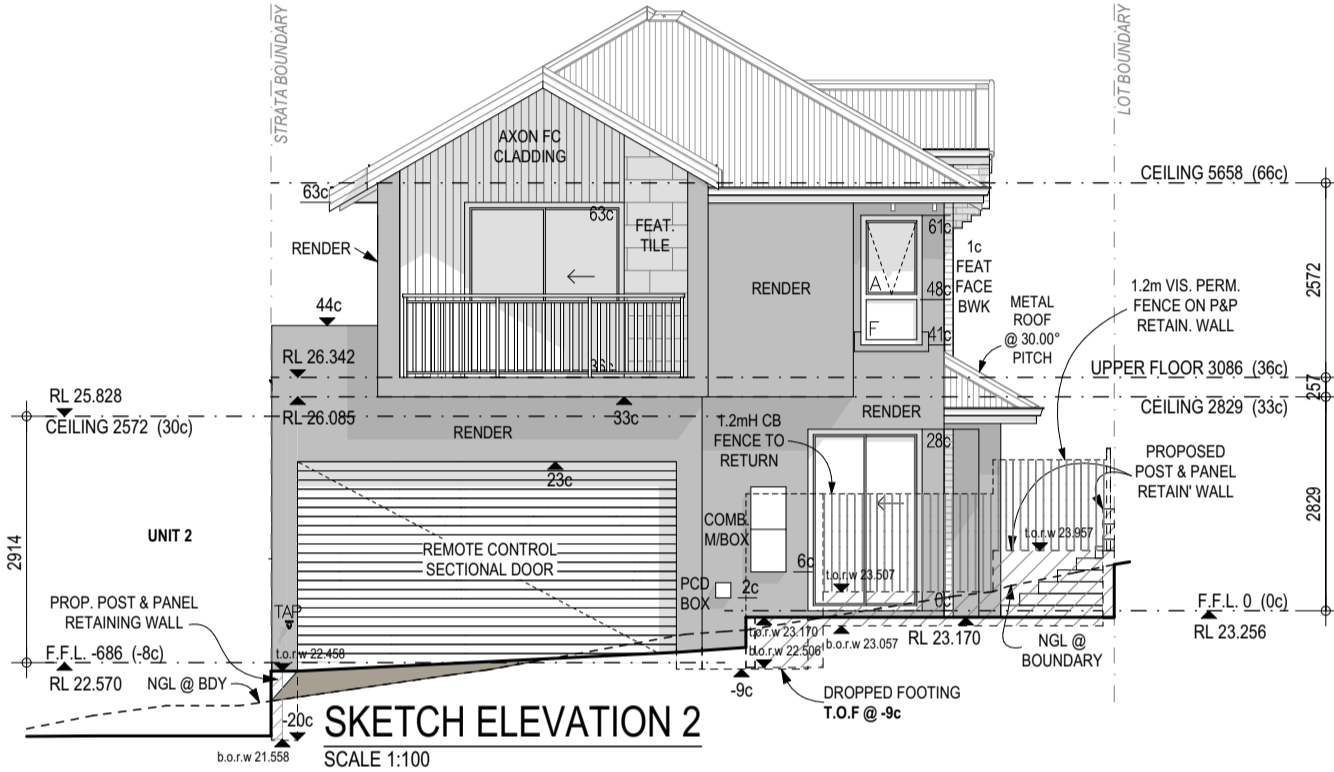 STRATA BOUNDARY
LOT BOUNDARY
AXON FC
CLADDING
CEILING 5658 (66c)
63c
63c
FEAT.
TILE
61c
RENDER
1c
FEAT
FACE
BWK
RENDER
A
48c
F
41c
METAL
ROOF
@ 30.00°
PITCH
1.2m VIS. PERM.
FENCE ON P&P
RETAIN. WALL
2572
44c
RL 26.342
36c
UPPER FLOOR 3086 (36c)
257
RL 25.828
CEILING 2572 (30c)
RL 26.085
33c
CEILING 2829 (33c)
RENDER
RENDER
1.2mH CB
FENCE TO
RETURN
28c
PROPOSED
POST & PANEL
RETAIN' WALL
23c
2829
2914
UNIT 2
REMOTE CONTROL
SECTIONAL DOOR
COMB.
M/BOX
t.o.r.w 23.957
6c
t.o.r.w 23.507
PCD
BOX
2c
0c
PROP. POST & PANEL
RETAINING WALL
TAP
F.F.L. 0 (0c)
RL 23.256
t.o.r.w 23.170
b.o.r.w 22.506
b.o.r.w 23.057
RL 23.170
NGL @
BOUNDARY
t.o.r.w 22.458
F.F.L. -686 (-8c)
RL 22.570
NGL @ BDY
-9c
DROPPED FOOTING
T.O.F @ -9c
-20c
SKETCH ELEVATION 2
SCALE 1:100
b.o.r.w 21.558